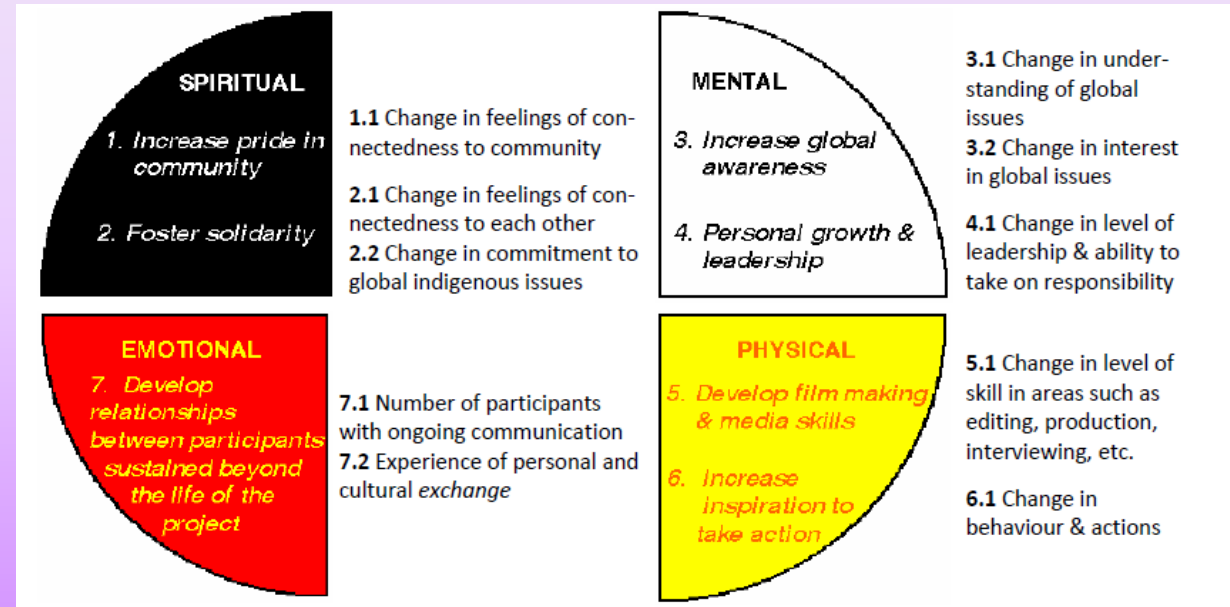 SPIRITUAL
1. Increase pride in
community
2. Foster solidarity
1.1 Change in feelings of con-
nectedness to community
2.1 Change in feelings of con-
nectedness to each other
2.2 Change in commitment to
global indigenous issues
MENTAL
3. Increase global
awareness
4. Personal growth &
leadership
3.1 Change in under-
standing of global
issues
3.2 Change in interest
in global issues
4.1 Change in level of
leadership & ability to
take on responsibility
EMOTIONAL
7. Develop
relationships
between participants
sustained beyond
the life of the
project
7.1 Number of participants
with ongoing communication
7.2 Experience of personal and
cultural exchange
PHYSICAL
5. Develop film making
& media skills
6. Increase
inspiration to
take action
5.1 Change in level of
skill in areas such as
editing, production,
interviewing, etc.
6.1 Change in
behaviour & actions